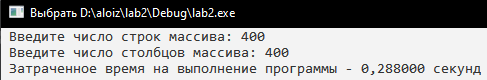 Выбрать D:\aloiz\lab2\Debug\lab2.exe
Введите число строк массива: 400
Введите число столбцов массива: 400
Затраченное время на выполнение программы - 0,288000 секунд